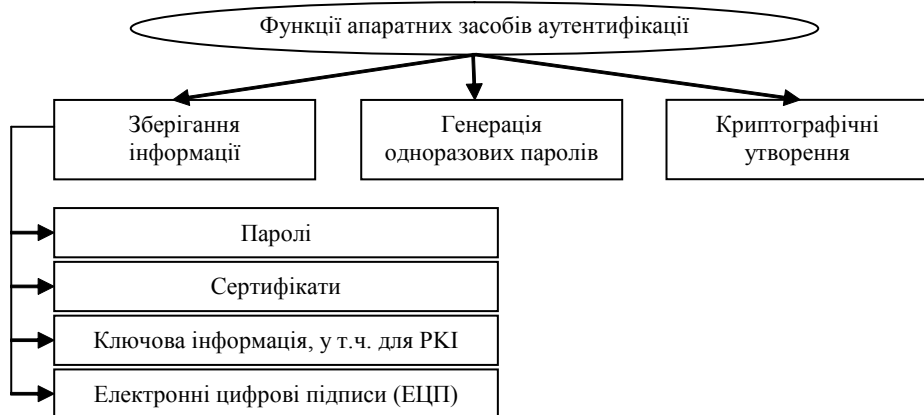 Функції апаратних засобів аутентифікації
Зберігання
інформації
Генерація
одноразових паролів
Криптографічні
утворення
Паролі
Сертифікати
Ключова інформація, у т.ч. для PKI
Електронні цифрові підписи (ЕЦП)